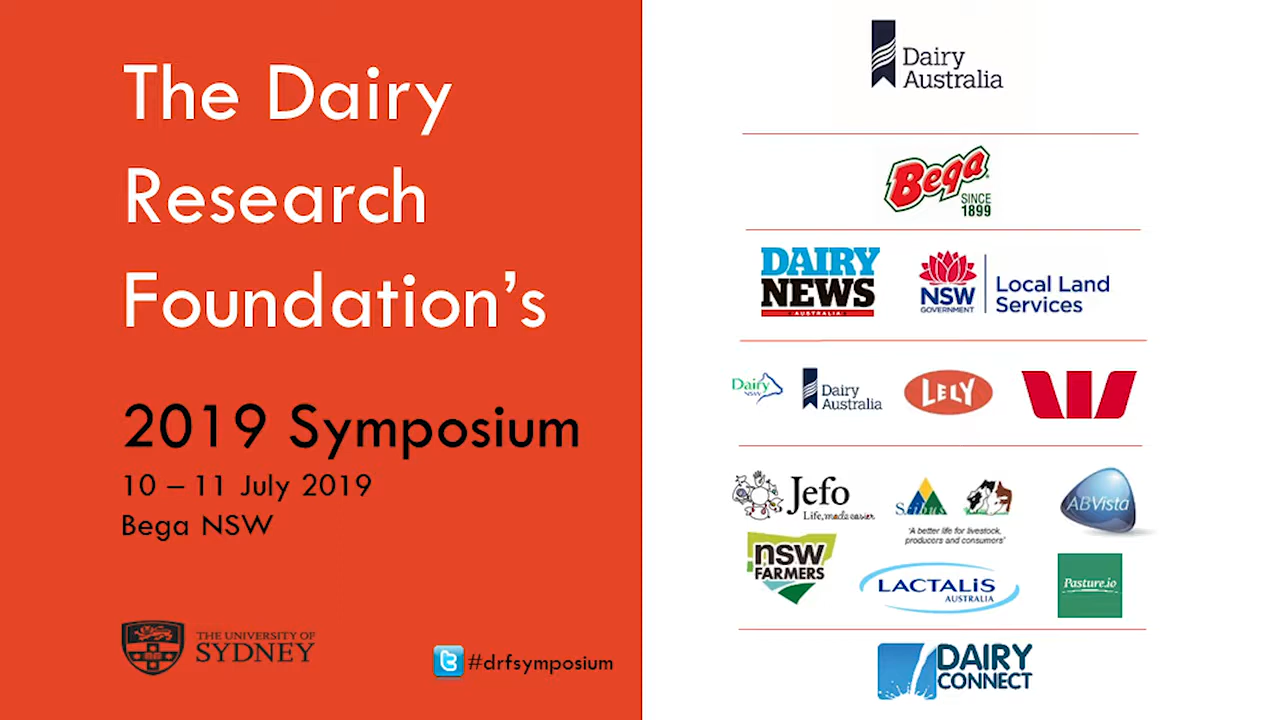 The Dairy
Research
Foundation’s
2019 Symposium
10 – 11 July 2019
Bega NSW
THE UNIVERSITY OF
SYDNEY
#drfsymposium
Dairy
Australia
Bega
SINCE
1899
DAIRY
NEWS
AUSTRALIA
NSW
GOVERNMENT
Local Land
Services
Dairy
NSW
Dairy
Australia
LELY
Jefo
Life, made easier
'A better life for livestock,
producers and consumers'
ABVista
nsw
FARMERS
LACTALIS
AUSTRALIA
Pasture.io
DAIRY
CONNECT